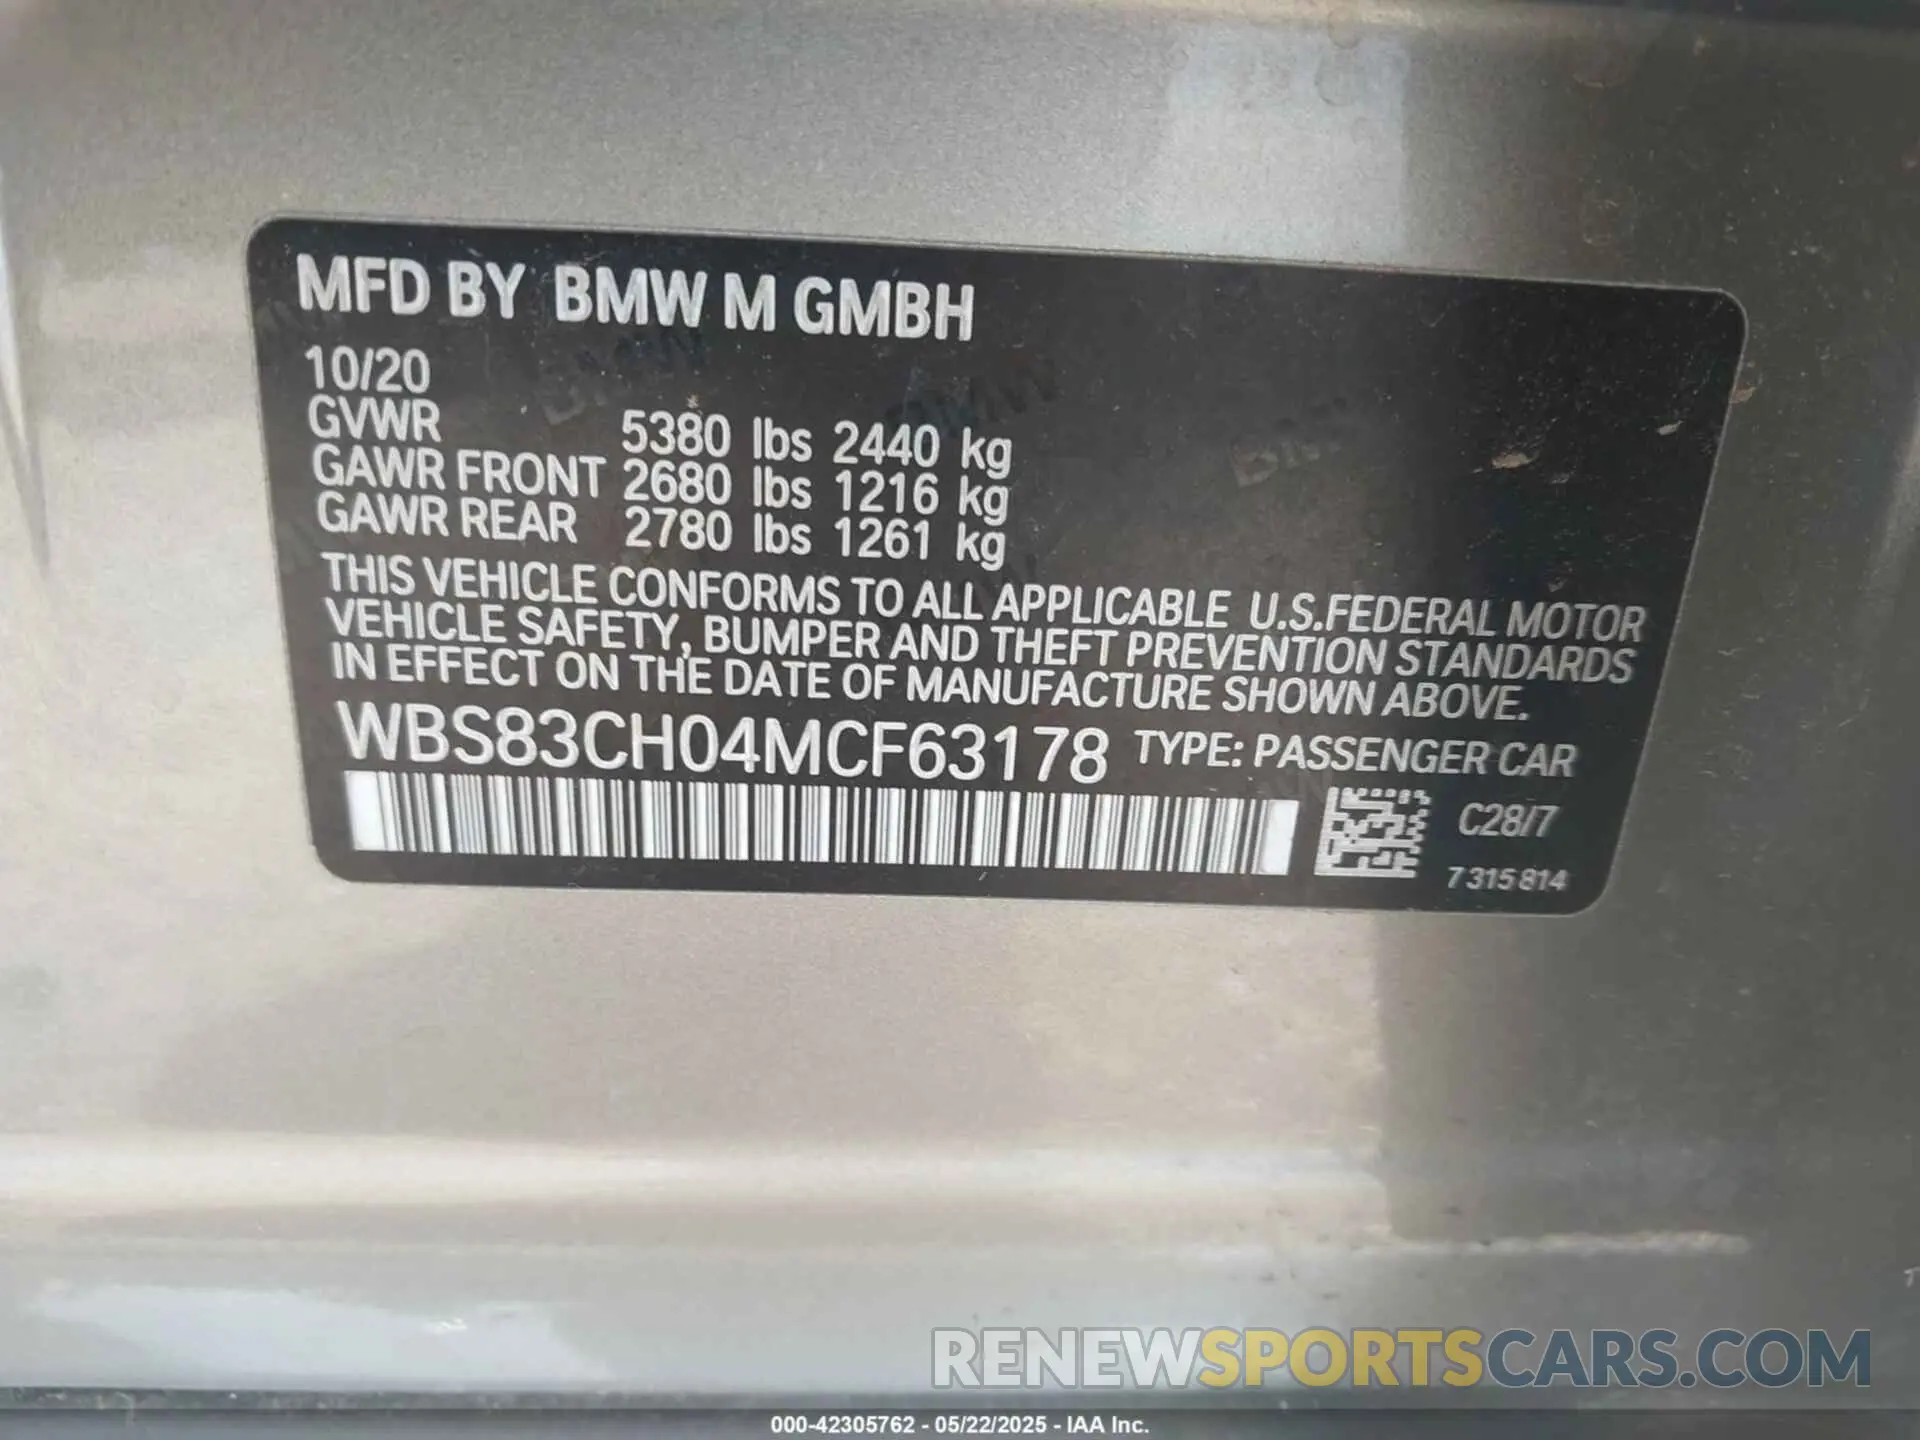 MFD BY BMW M GMBH
10/20
GVWR 5380 lbs 2440 kg
GAWR FRONT 2680 lbs 1216 kg
GAWR REAR 2780 lbs 1261 kg
THIS VEHICLE CONFORMS TO ALL APPLICABLE U.S.FEDERAL MOTOR
VEHICLE SAFETY, BUMPER AND THEFT PREVENTION STANDARDS
IN EFFECT ON THE DATE OF MANUFACTURE SHOWN ABOVE.
WBS83CH04MCF63178 TYPE: PASSENGER CAR
C28/7
7315814
RENEWSPORTSCARS.COM
000-42305762 - 05/22/2025 - IAA Inc.